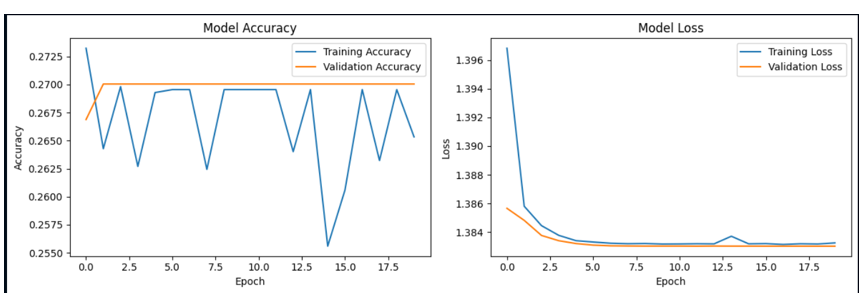 Model Accuracy
Training Accuracy
Validation Accuracy
0.2725
0.2700
0.2675
0.2650
0.2625
0.2600
0.2575
0.2550
Accuracy
0.0 2.5 5.0 7.5 10.0 12.5 15.0 17.5
Epoch
Model Loss
Training Loss
Validation Loss
1.396
1.394
1.392
1.390
1.388
1.386
1.384
Loss
0.0 2.5 5.0 7.5 10.0 12.5 15.0 17.5
Epoch